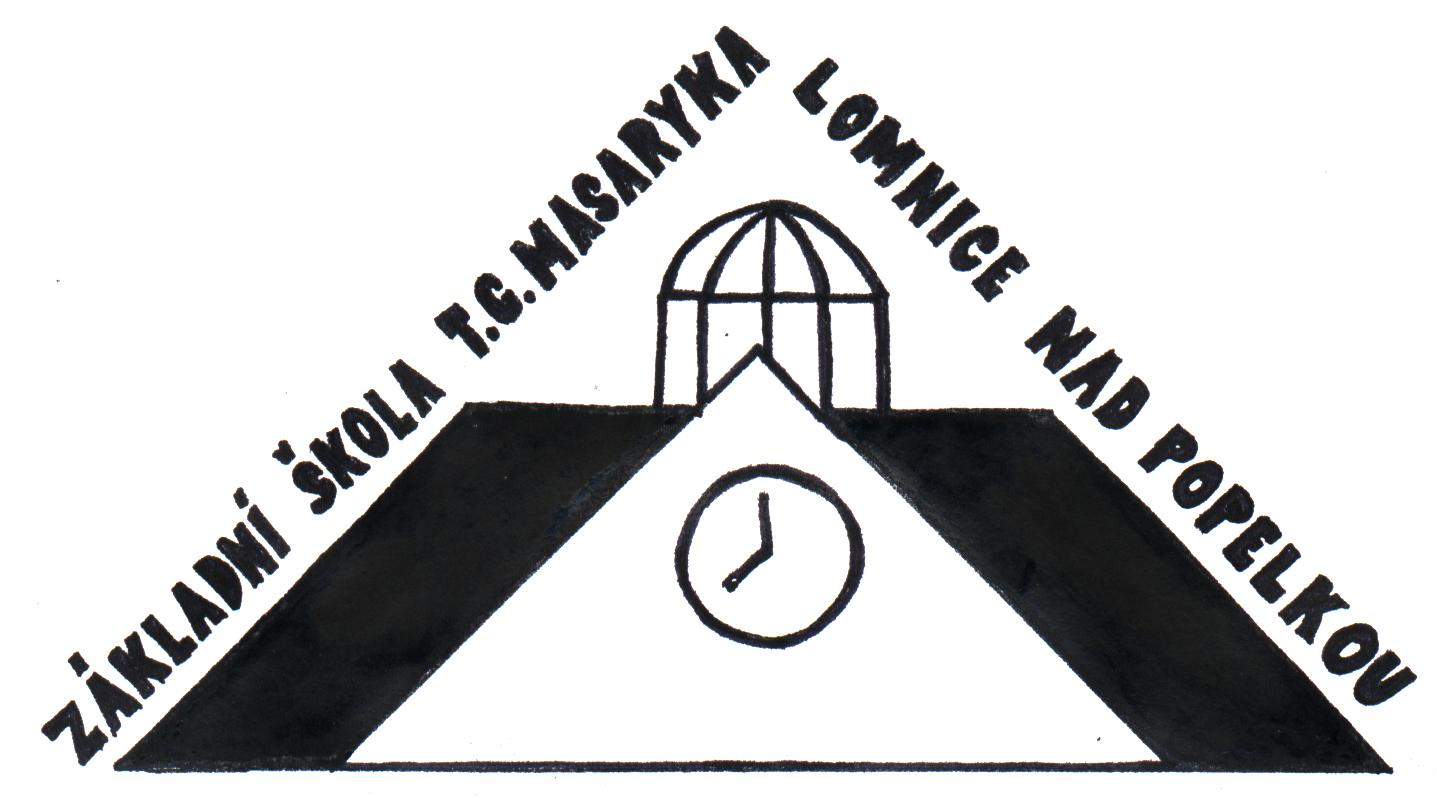 ZÁKLADNÍ ŠKOLA T.G.MASARYKA
LOMNICE NAD POPELKOU